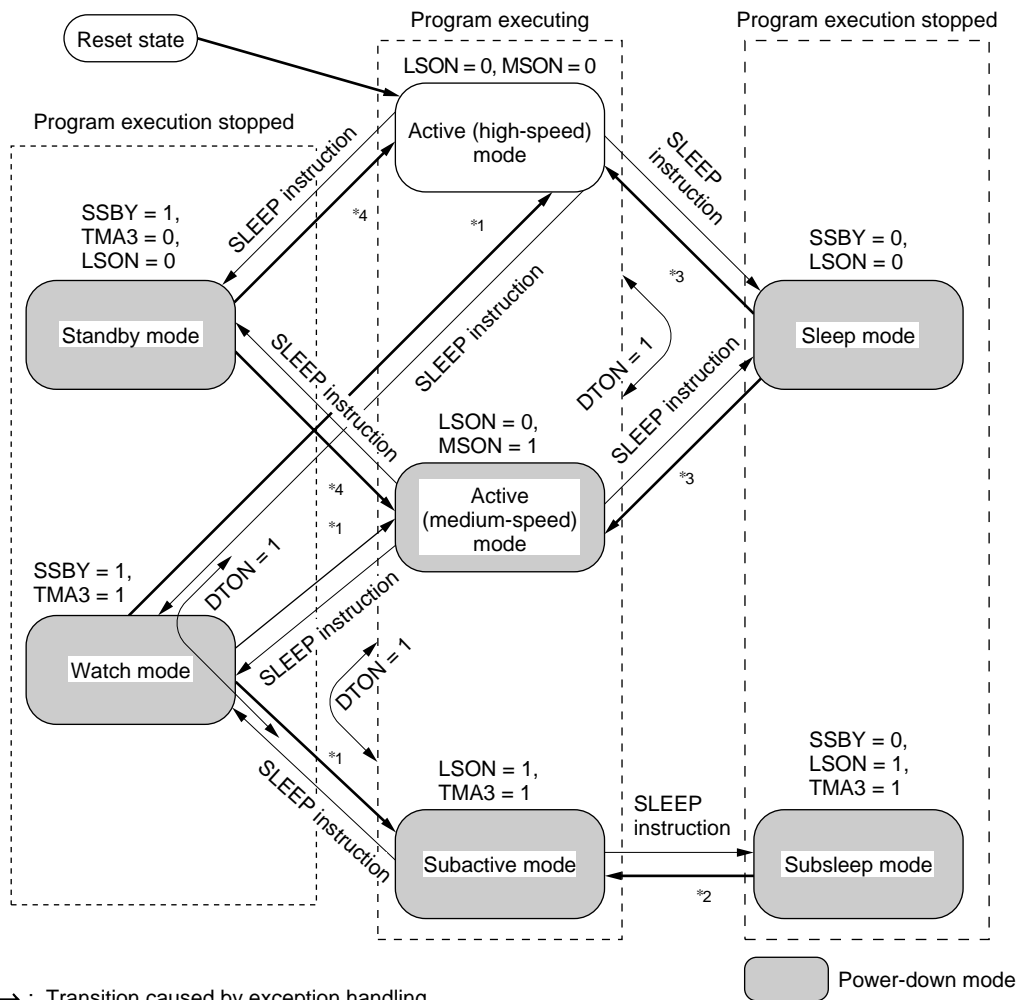 Program executing
Program execution stopped
Reset state
LSON = 0, MSON = 0
Program execution stopped
Active (high-speed)
mode
SLEEP instruction
SLEEP
instruction
*4
*1
SSBY = 1,
TMA3 = 0,
LSON = 0
SSBY = 0,
LSON = 0
*3
Standby mode
SLEEP instruction
SLEEP instruction
DTON = 1
Sleep mode
SLEEP instruction
LSON = 0,
MSON = 1
*4
*1
Active
(medium-speed)
mode
*3
SSBY = 1,
TMA3 = 1
DTON = 1
SLEEP instruction
Watch mode
DTON = 1
*1
SLEEP instruction
LSON = 1,
TMA3 = 1
SSBY = 0,
LSON = 1,
TMA3 = 1
SLEEP
instruction
Subactive mode
Subsleep mode
*2
Power-down mode
: Transition caused by exception handling